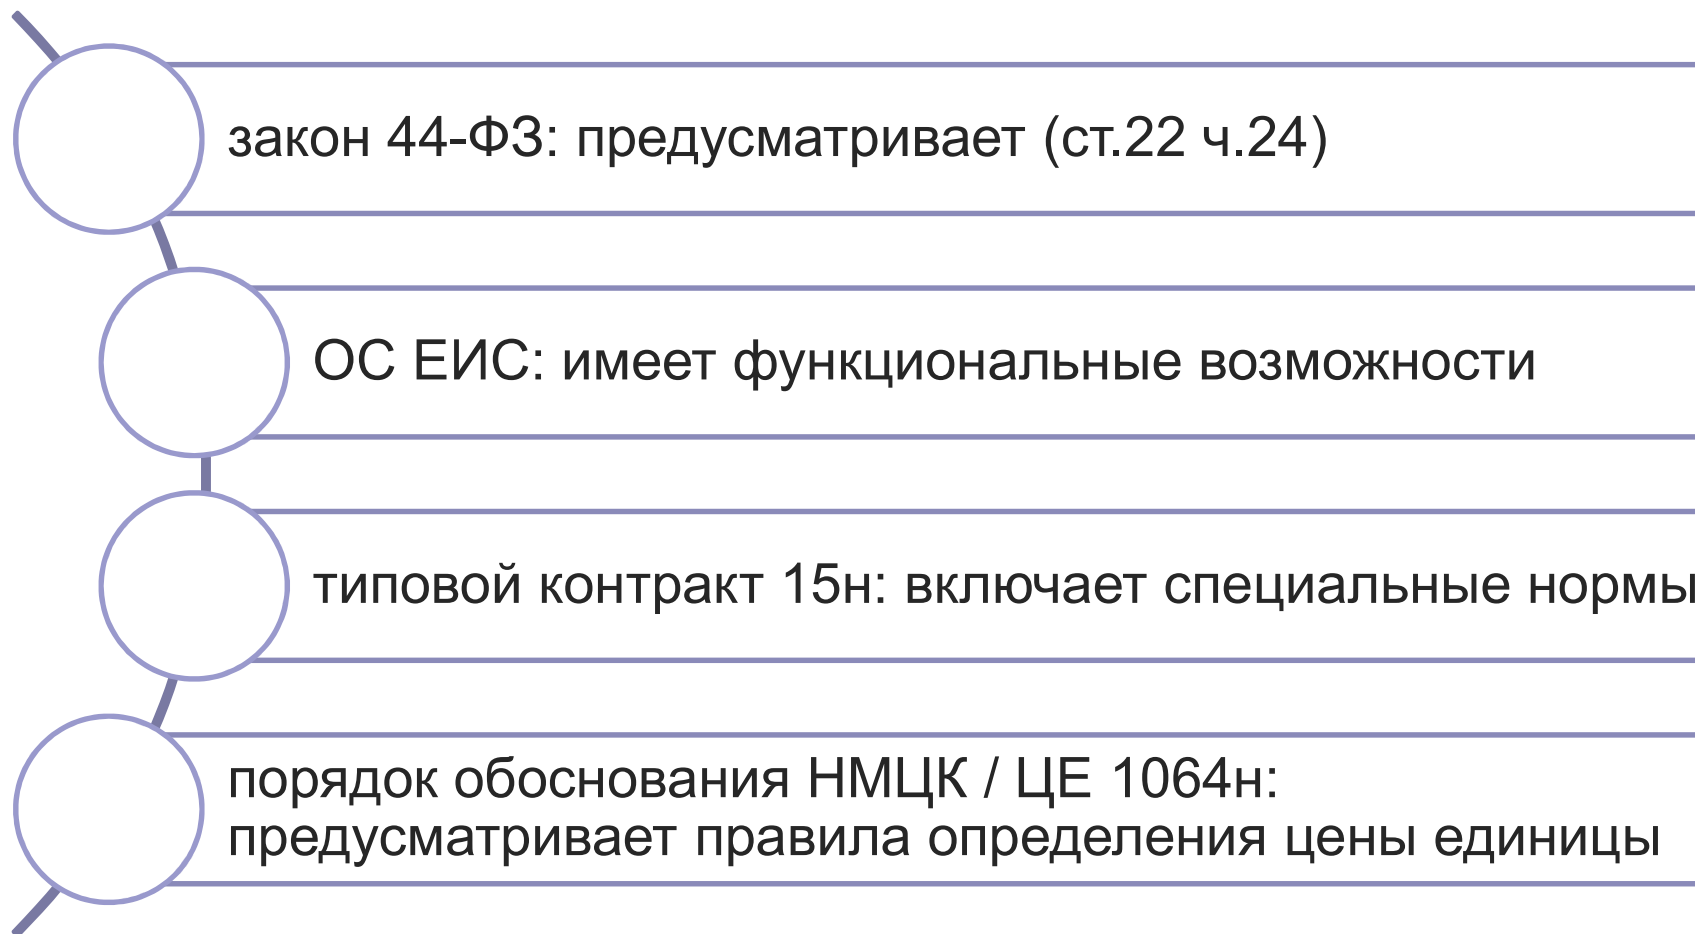 закон 44-ФЗ: предусматривает (ст.22 ч.24)
ОС ЕИС: имеет функциональные возможности
типовой контракт 15н: включает специальные нормы
порядок обоснования НМЦК / ЦЕ 1064н:
предусматривает правила определения цены единицы